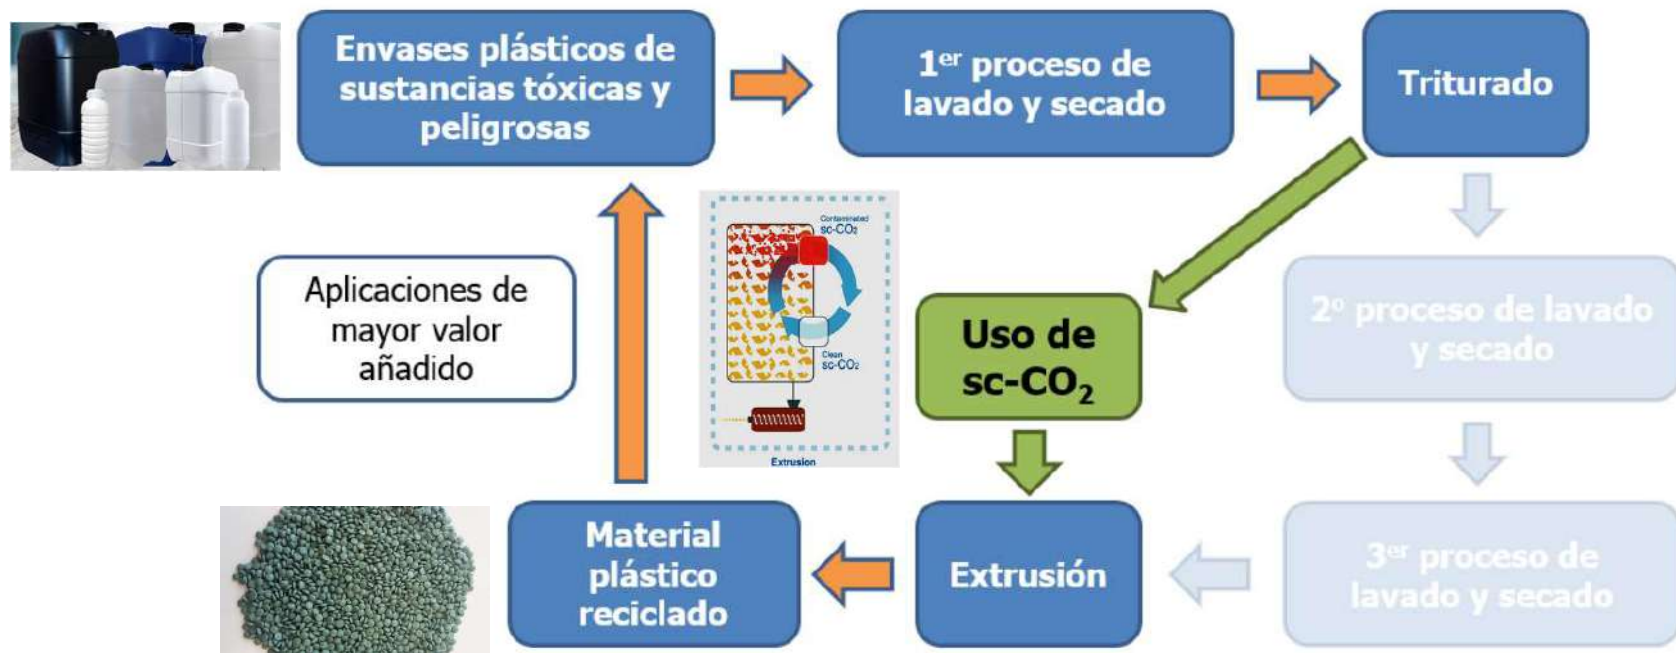 Envases plásticos de
sustancias tóxicas y
peligrosas
1er proceso de
lavado y secado
Triturado
Contaminated
sc-CO2
Clean
sc-CO2
Extrusion
Aplicaciones de
mayor valor
añadido
Uso de
sc-CO2
2º proceso de lavado
y secado
Material
plástico
reciclado
Extrusión
3er proceso de
lavado y secado